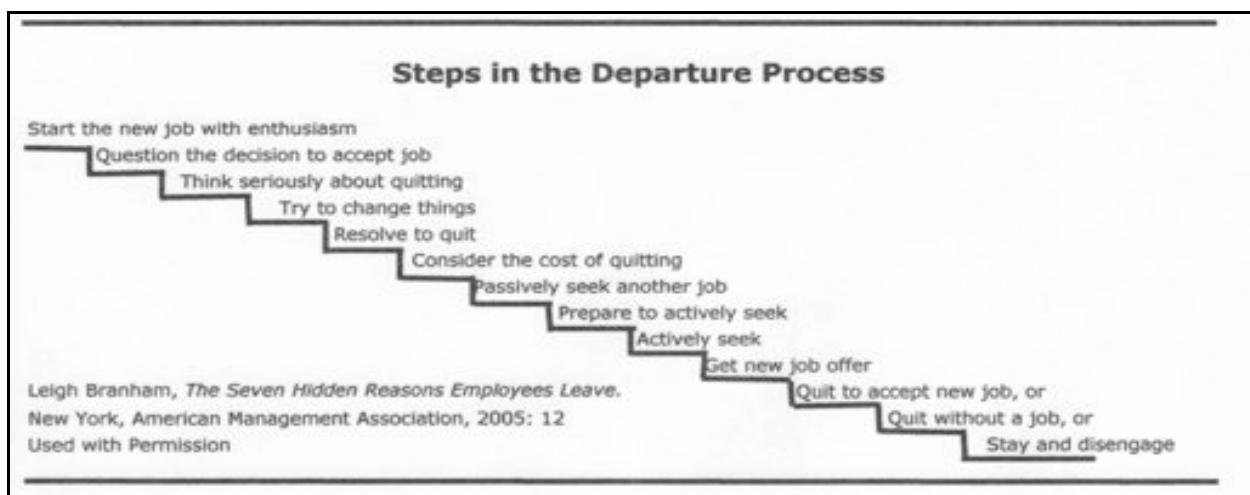 Steps in the Departure Process
Start the new job with enthusiasm
Question the decision to accept job
Think seriously about quitting
Try to change things
Resolve to quit
Consider the cost of quitting
Passively seek another job
Prepare to actively seek
Actively seek
Get new job offer
Quit to accept new job, or
Quit without a job, or
Stay and disengage
Leigh Branham, The Seven Hidden Reasons Employees Leave.
New York, American Management Association, 2005: 12
Used with Permission